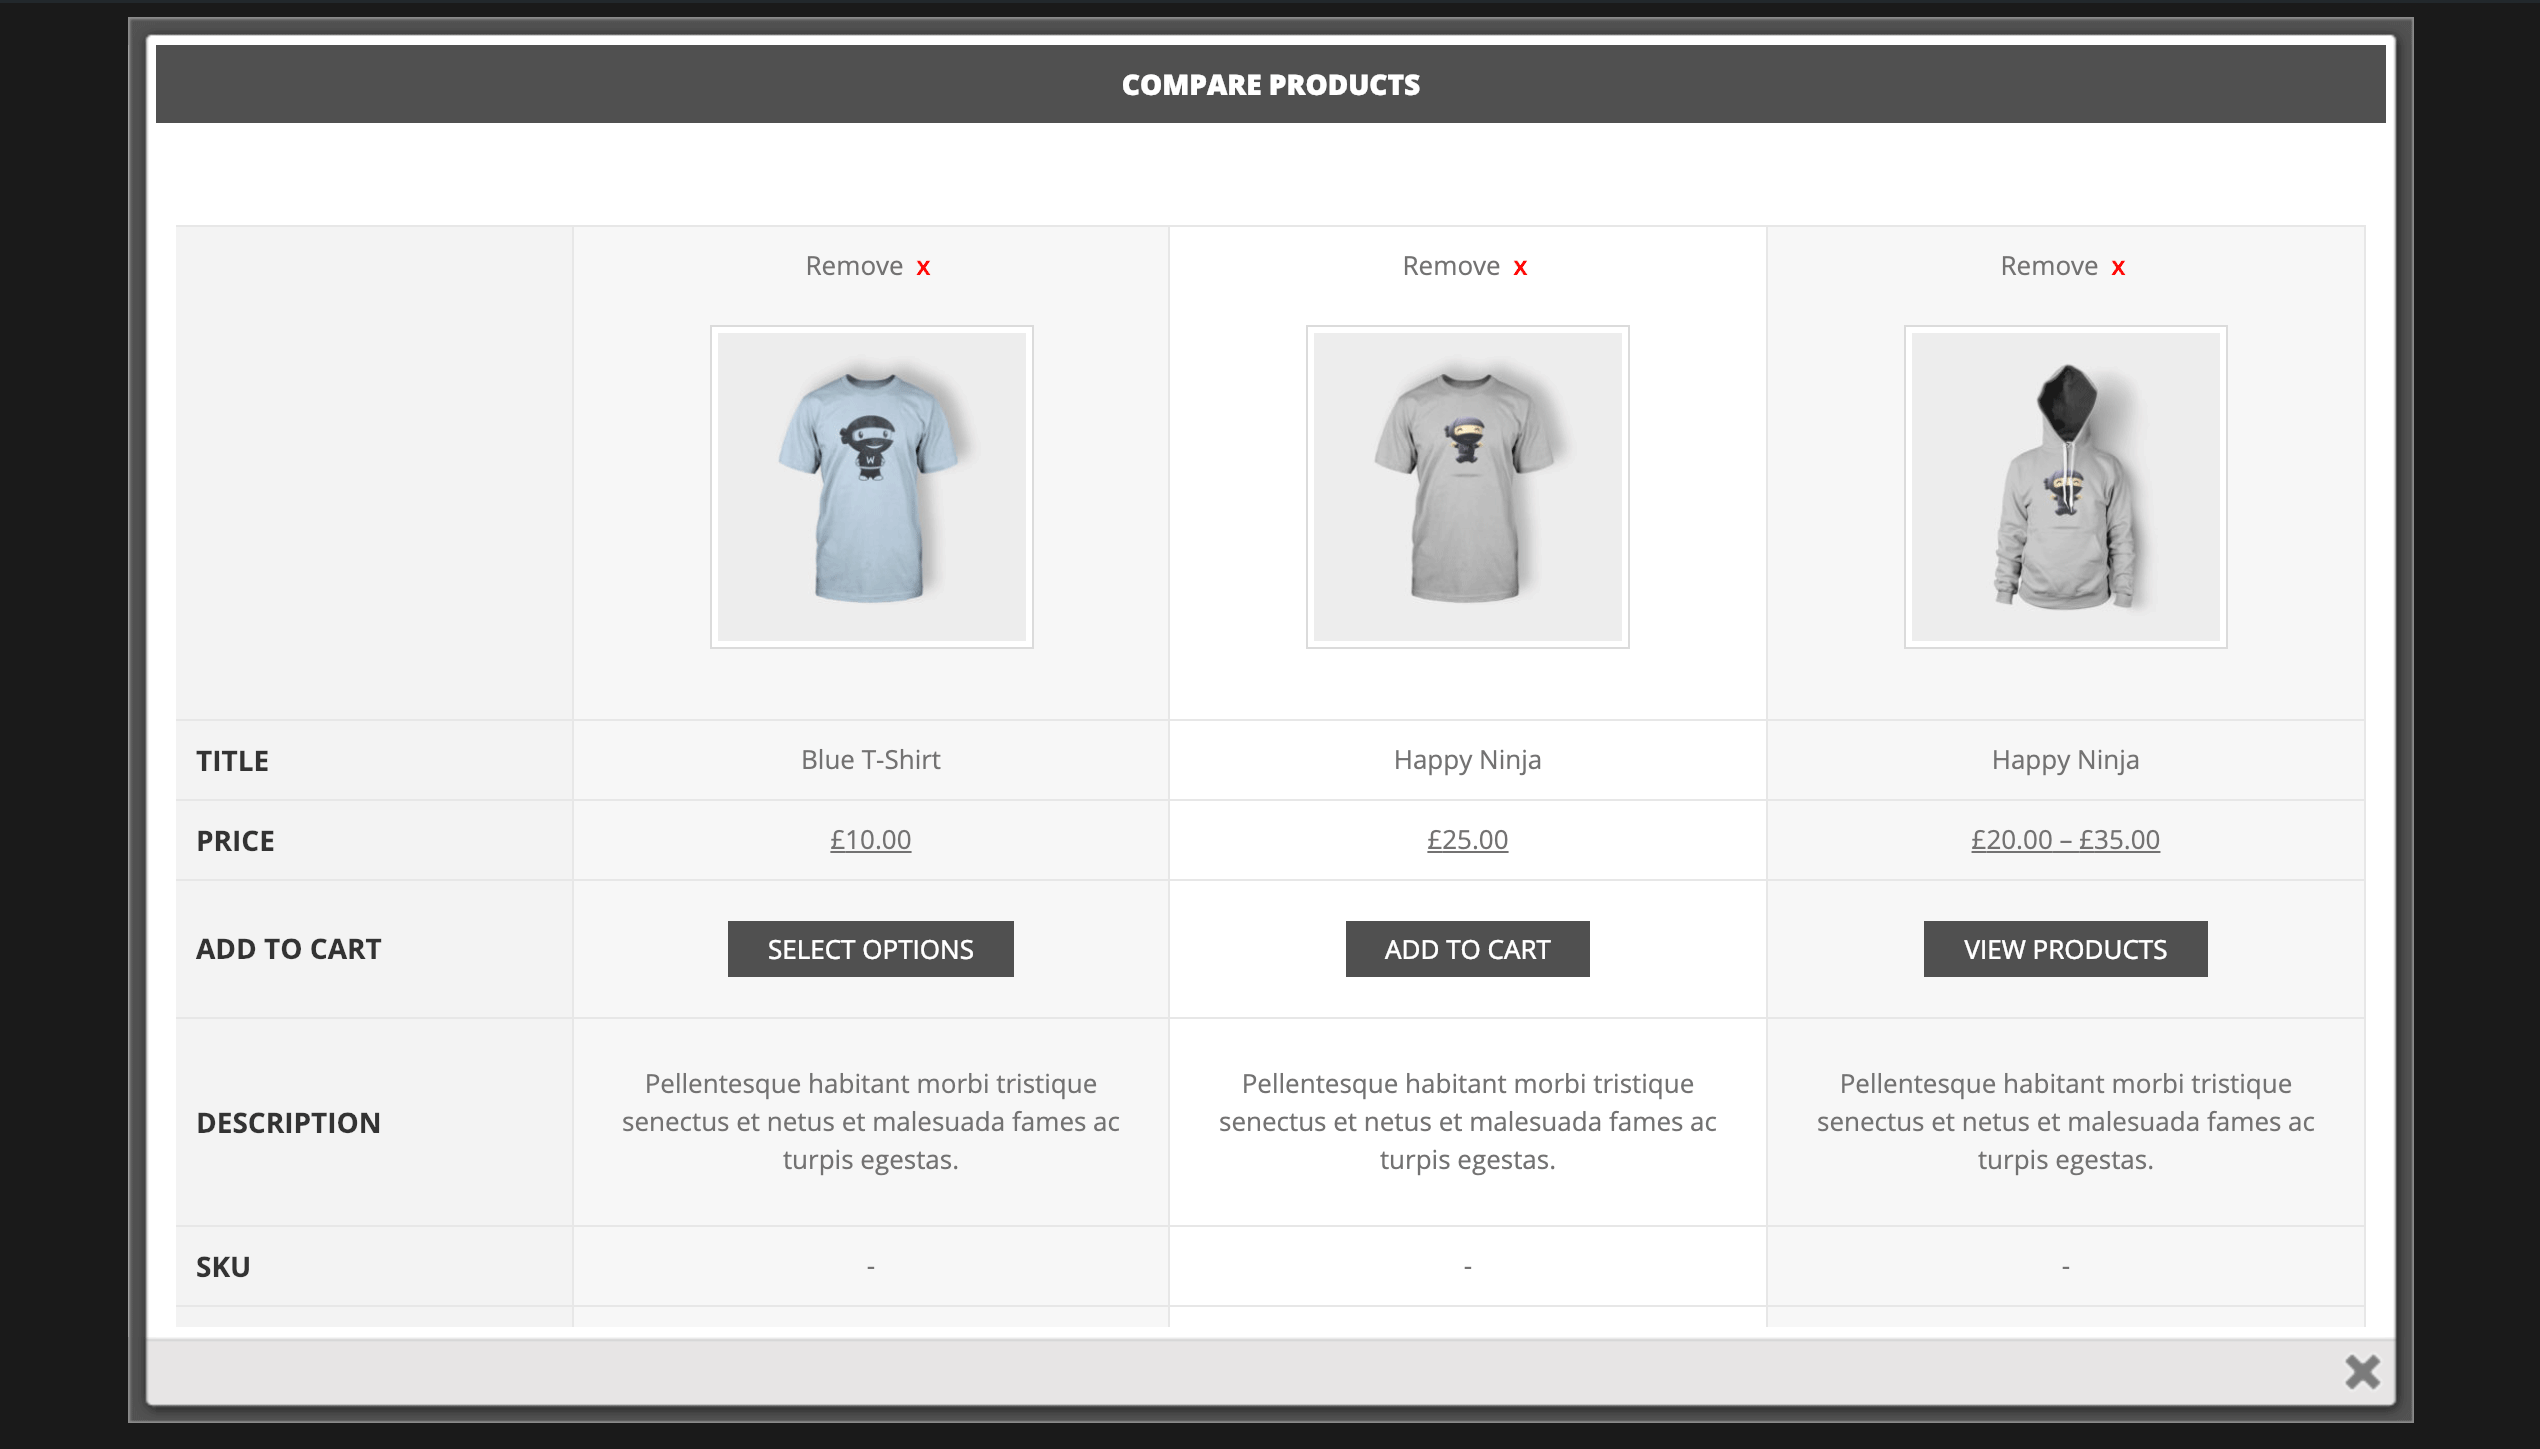 COMPARE PRODUCTS
Remove x
Remove x
Remove x
W
TITLE
Blue T-Shirt
Happy Ninja
Happy Ninja
PRICE
£10.00
£25.00
£20.00 – £35.00
ADD TO CART
SELECT OPTIONS
ADD TO CART
VIEW PRODUCTS
DESCRIPTION
Pellentesque habitant morbi tristique
senectus et netus et malesuada fames ac
turpis egestas.
Pellentesque habitant morbi tristique
senectus et netus et malesuada fames ac
turpis egestas.
Pellentesque habitant morbi tristique
senectus et netus et malesuada fames ac
turpis egestas.
SKU
-
-
-